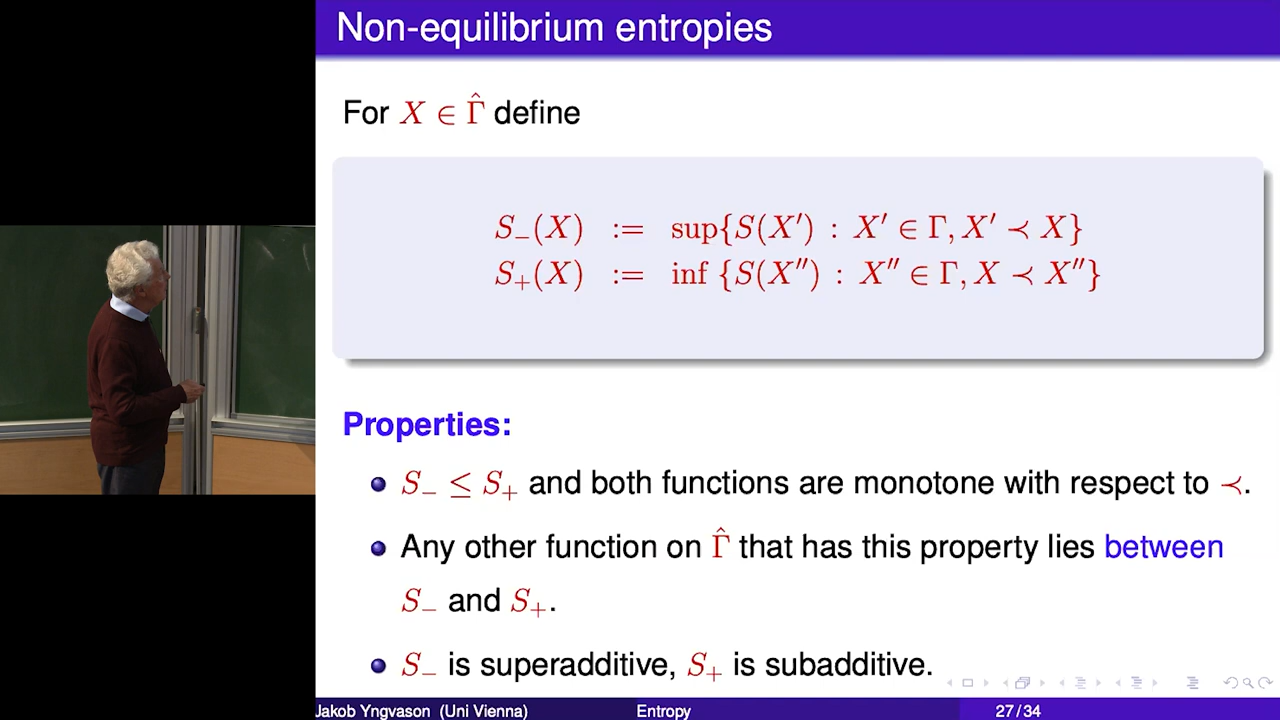 Non-equilibrium entropies
For X ∈ Γ̂ define
S₋(X) := sup{S(X′) : X′ ∈ Γ, X′ ≺ X}
S₊(X) := inf {S(X″) : X″ ∈ Γ, X ≺ X″}
Properties:
S₋ ≤ S₊ and both functions are monotone with respect to ≺.
Any other function on Γ̂ that has this property lies between
S₋ and S₊.
S₋ is superadditive, S₊ is subadditive.
Jakob Yngvason (Uni Vienna) Entropy 27 / 34